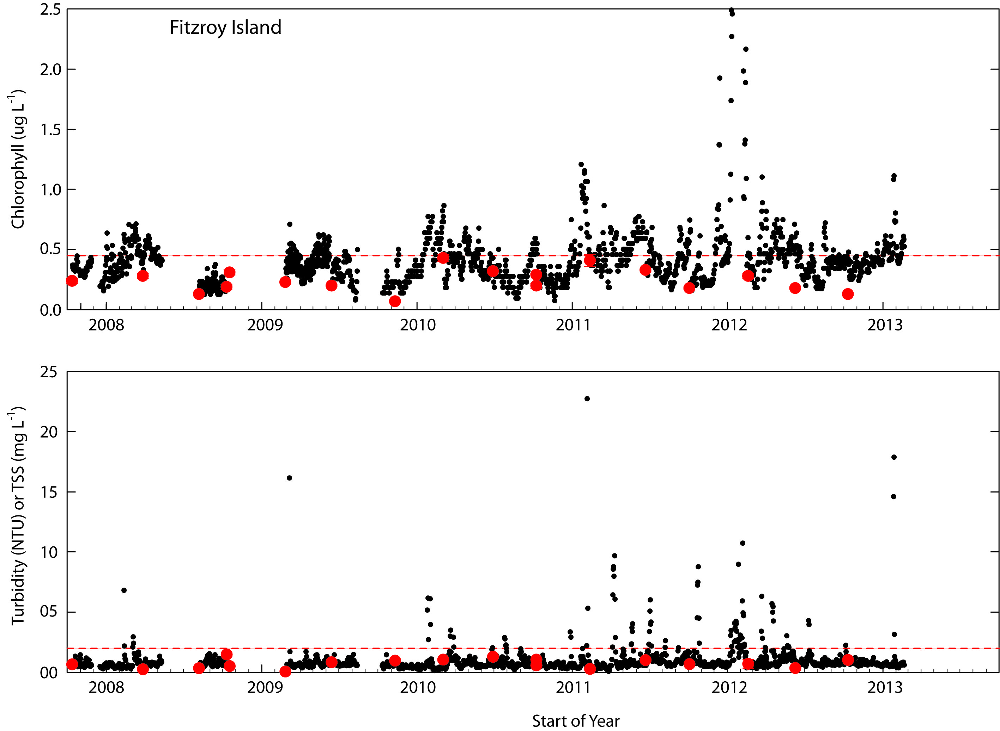 Fitzroy Island
Chlorophyll (ug L-1)
2.5
2.0
1.5
1.0
0.5
0.0
2008 2009 2010 2011 2012 2013
Turbidity (NTU) or TSS (mg L-1)
25
20
15
10
05
00
2008 2009 2010 2011 2012 2013
Start of Year